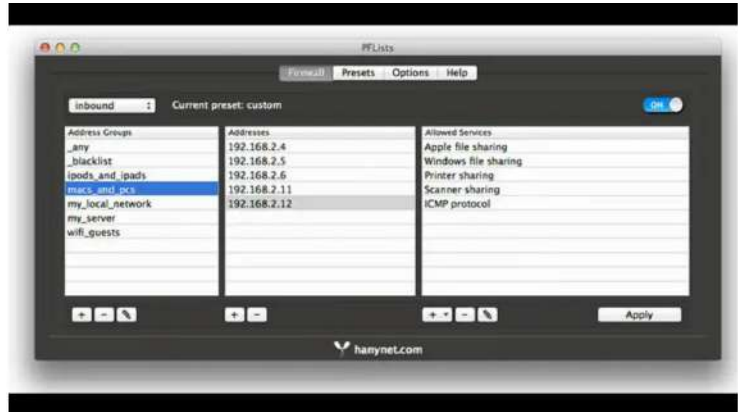 PFLists
Firewall Presets Options Help
inbound Current preset: custom ON
Address Groups
_any
_blacklist
ipods_and_ipads
macs_and_pcs
my_local_network
my_server
wifi_guests
Addresses
192.168.2.4
192.168.2.5
192.168.2.6
192.168.2.11
192.168.2.12
Allowed Services
Apple file sharing
Windows file sharing
Printer sharing
Scanner sharing
ICMP protocol
Apply
hanynet.com